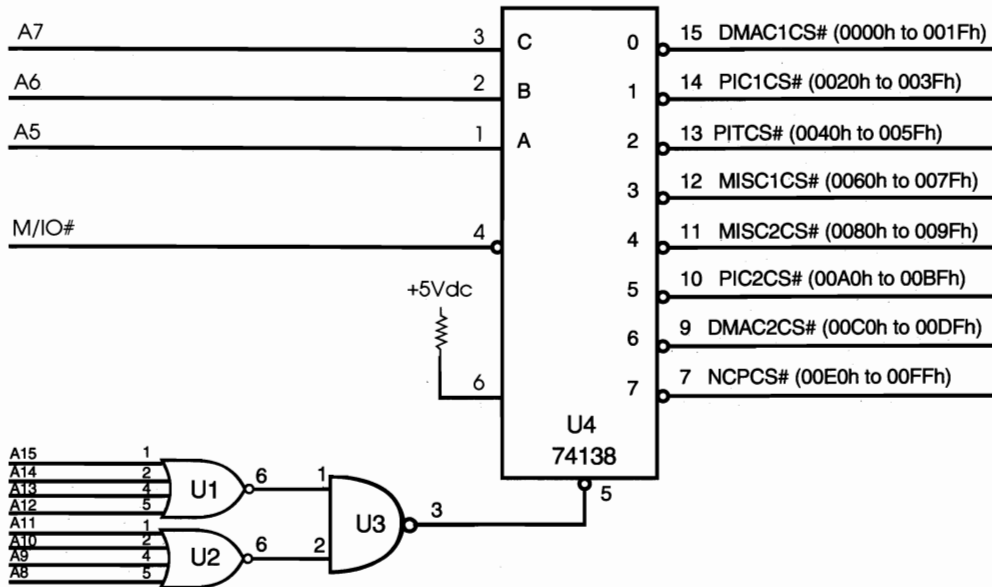 A7
3
C
0
15 DMAC1CS# (0000h to 001Fh)
A6
2
B
1
14 PIC1CS# (0020h to 003Fh)
A5
1
A
2
13 PITCS# (0040h to 005Fh)
3
12 MISC1CS# (0060h to 007Fh)
M/IO#
4
4
11 MISC2CS# (0080h to 009Fh)
5
10 PIC2CS# (00A0h to 00BFh)
+5Vdc
6
9 DMAC2CS# (00C0h to 00DFh)
6
7
7 NCPCS# (00E0h to 00FFh)
U4
74138
5
A15
1
A14
2
A13
4
A12
5
U1
6
A11
1
A10
2
A9
4
A8
5
U2
6
1
2
U3
3